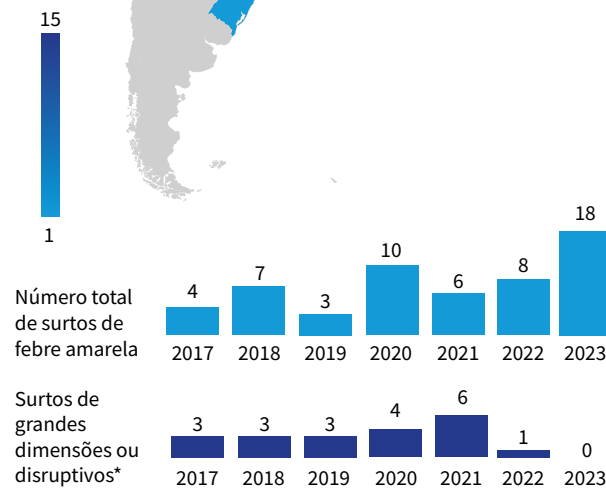 15
1
Número total
de surtos de
febre amarela
4 7 3 10 6 8 18
2017 2018 2019 2020 2021 2022 2023
Surtos de
grandes
dimensões ou
disruptivos*
3 3 3 4 6 1 0
2017 2018 2019 2020 2021 2022 2023